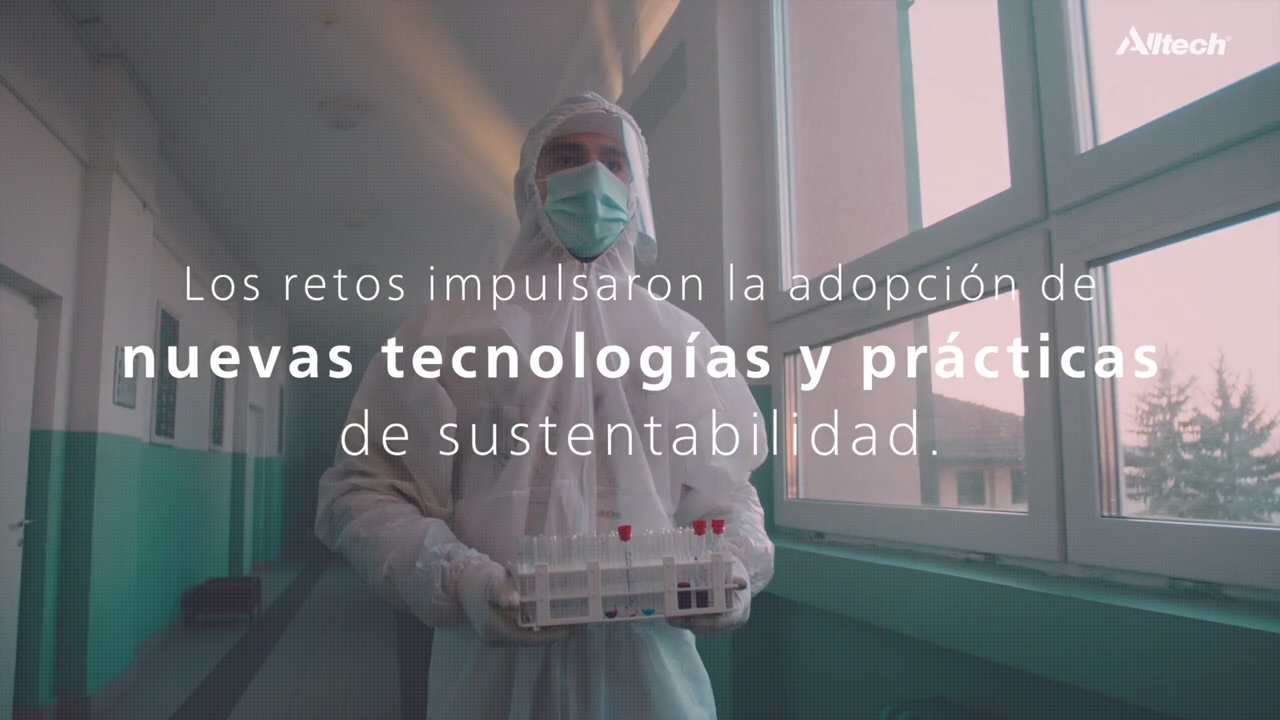 Alltech®
Los retos impulsaron la adopción de
nuevas tecnologías y prácticas
de sustentabilidad.